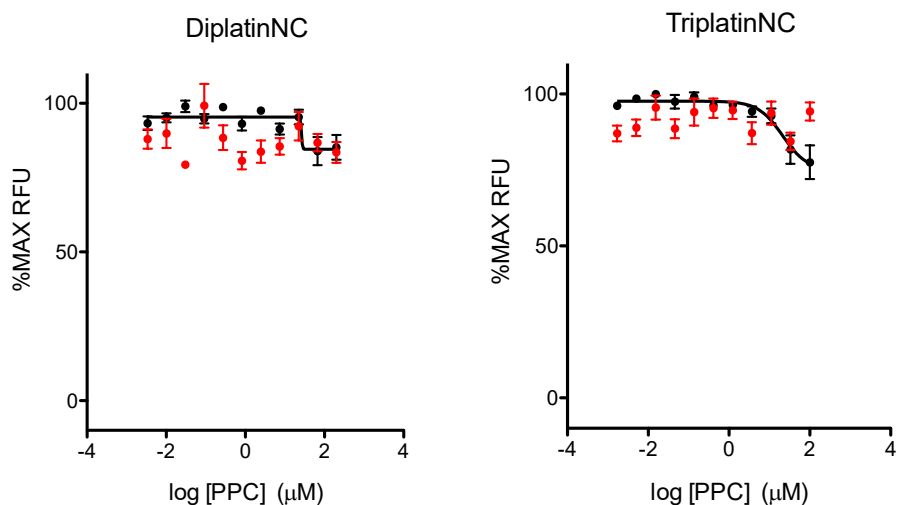 DiplatinNC
%MAX RFU
100
50
0
-4
-2
0
2
4
log [PPC] (μM)
TriplatinNC
%MAX RFU
100
50
0
-4
-2
0
2
4
log [PPC] (μM)